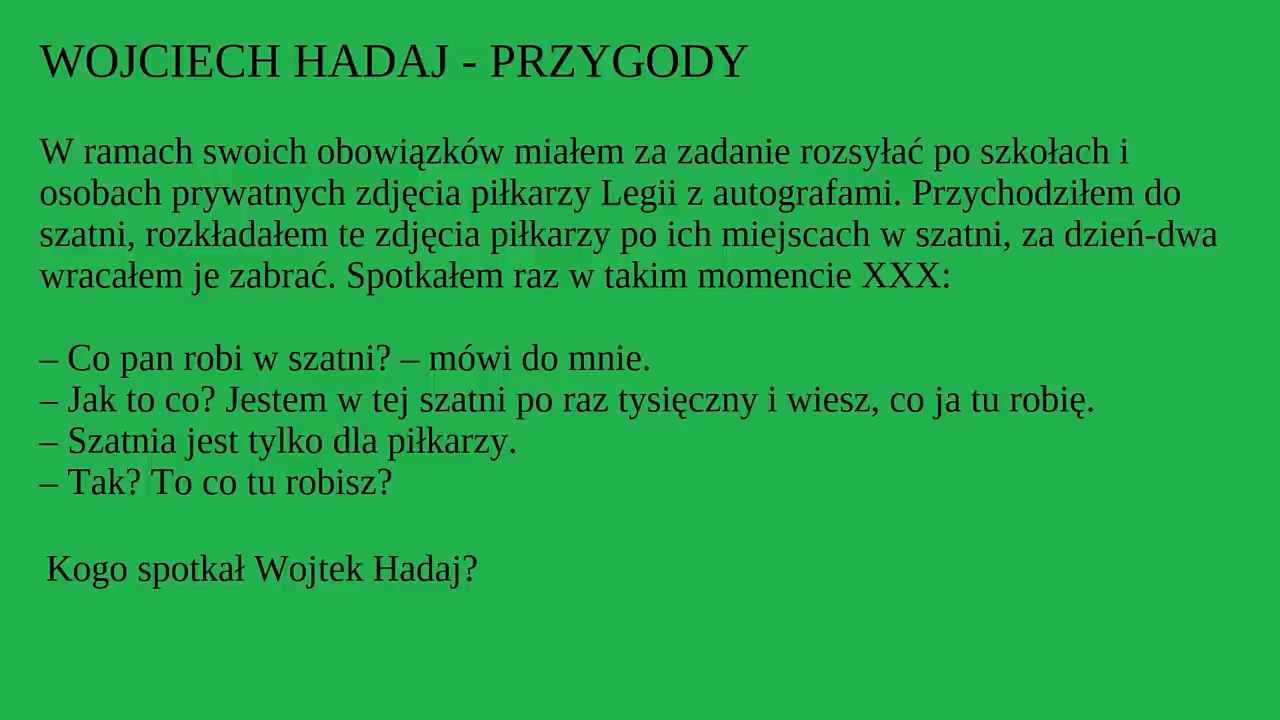 WOJCIECH HADAJ - PRZYGODY
W ramach swoich obowiązków miałem za zadanie rozsyłać po szkołach i
osobach prywatnych zdjęcia piłkarzy Legii z autografami. Przychodziłem do
szatni, rozkładałem te zdjęcia piłkarzy po ich miejscach w szatni, za dzień-dwa
wracałem je zabrać. Spotkałem raz w takim momencie XXX:
– Co pan robi w szatni? – mówi do mnie.
– Jak to co? Jestem w tej szatni po raz tysięczny i wiesz, co ja tu robię.
– Szatnia jest tylko dla piłkarzy.
– Tak? To co tu robisz?
Kogo spotkał Wojtek Hadaj?